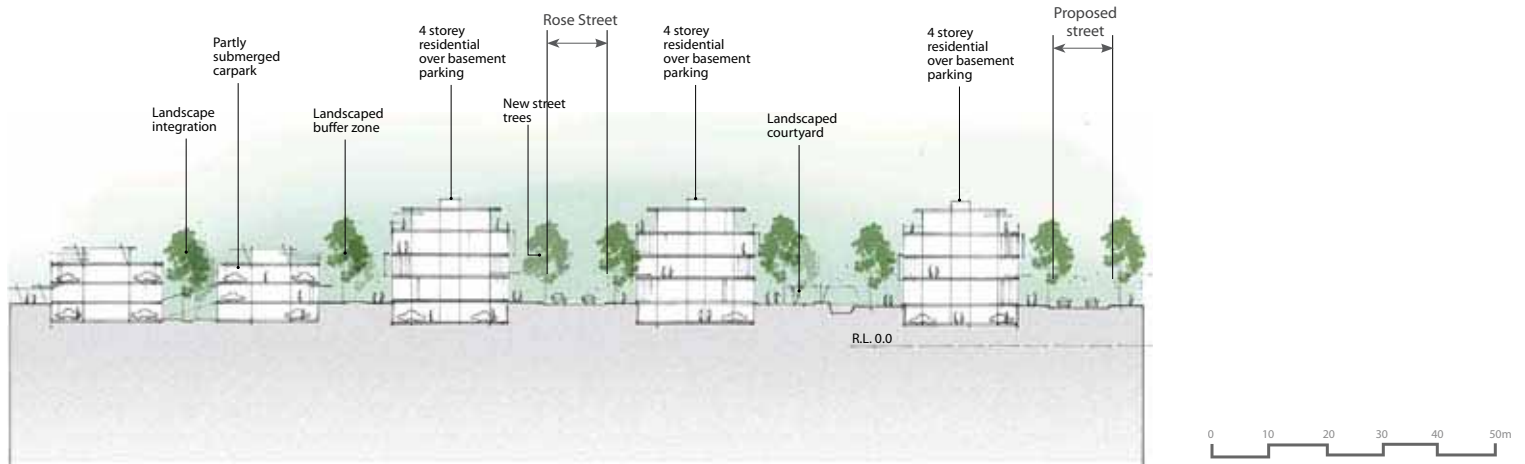 Rose Street
Proposed
street
4 storey
residential
over basement
parking
4 storey
residential
over basement
parking
4 storey
residential
over basement
parking
Partly
submerged
carpark
Landscape
integration
Landscaped
buffer zone
New street
trees
Landscaped
courtyard
R.L. 0.0
0 10 20 30 40 50m